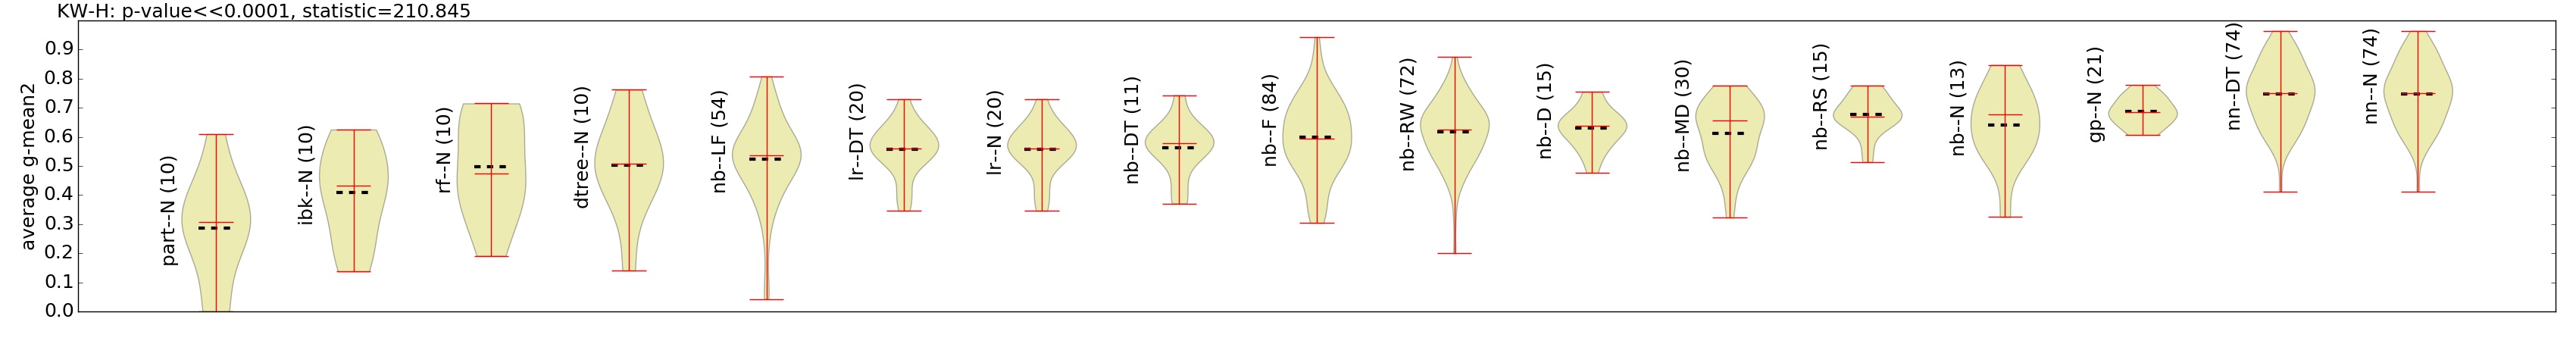 KW-H: p-value<<0.0001, statistic=210.845
average g-mean2
0.9
0.8
0.7
0.6
0.5
0.4
0.3
0.2
0.1
0.0
part--N (10)
ibk--N (10)
rf--N (10)
dtree--N (10)
nb--LF (54)
lr--DT (20)
lr--N (20)
nb--DT (11)
nb--F (84)
nb--RW (72)
nb--D (15)
nb--MD (30)
nb--RS (15)
nb--N (13)
gp--N (21)
nn--DT (74)
nn--N (74)